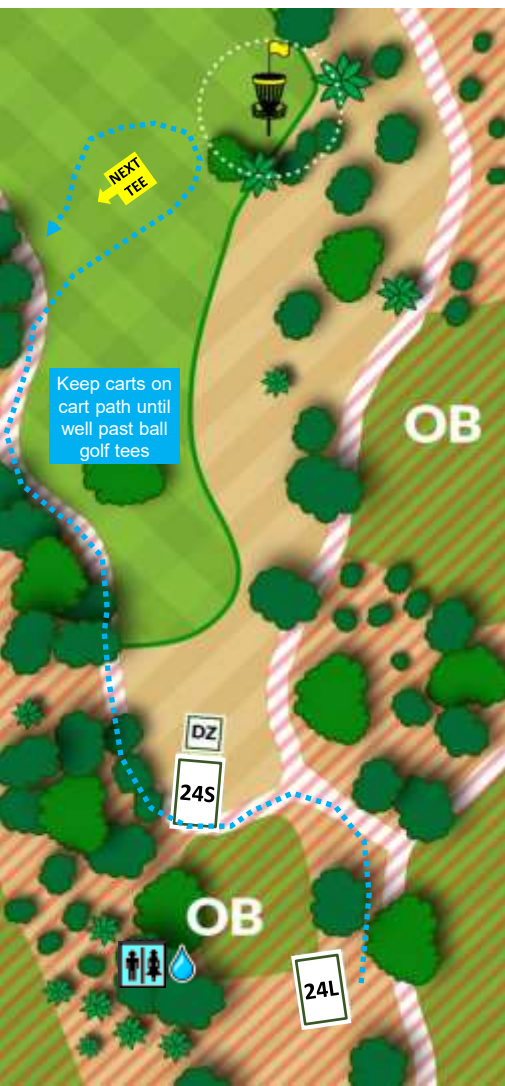 NEXT
TEE
Keep carts on
cart path until
well past ball
golf tees
OB
DZ
24S
OB
24L